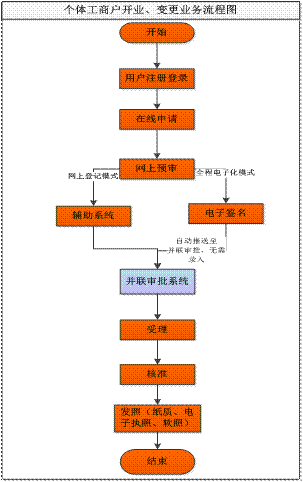 个体工商户开业、变更业务流程图
开始
用户注册登录
在线申请
网上预审
网上登记模式
全程电子化模式
辅助系统
电子签名
自动推送至
并联审批，无需
录入
并联审批系统
受理
核准
发照（纸质、电
子执照、软照）
结束